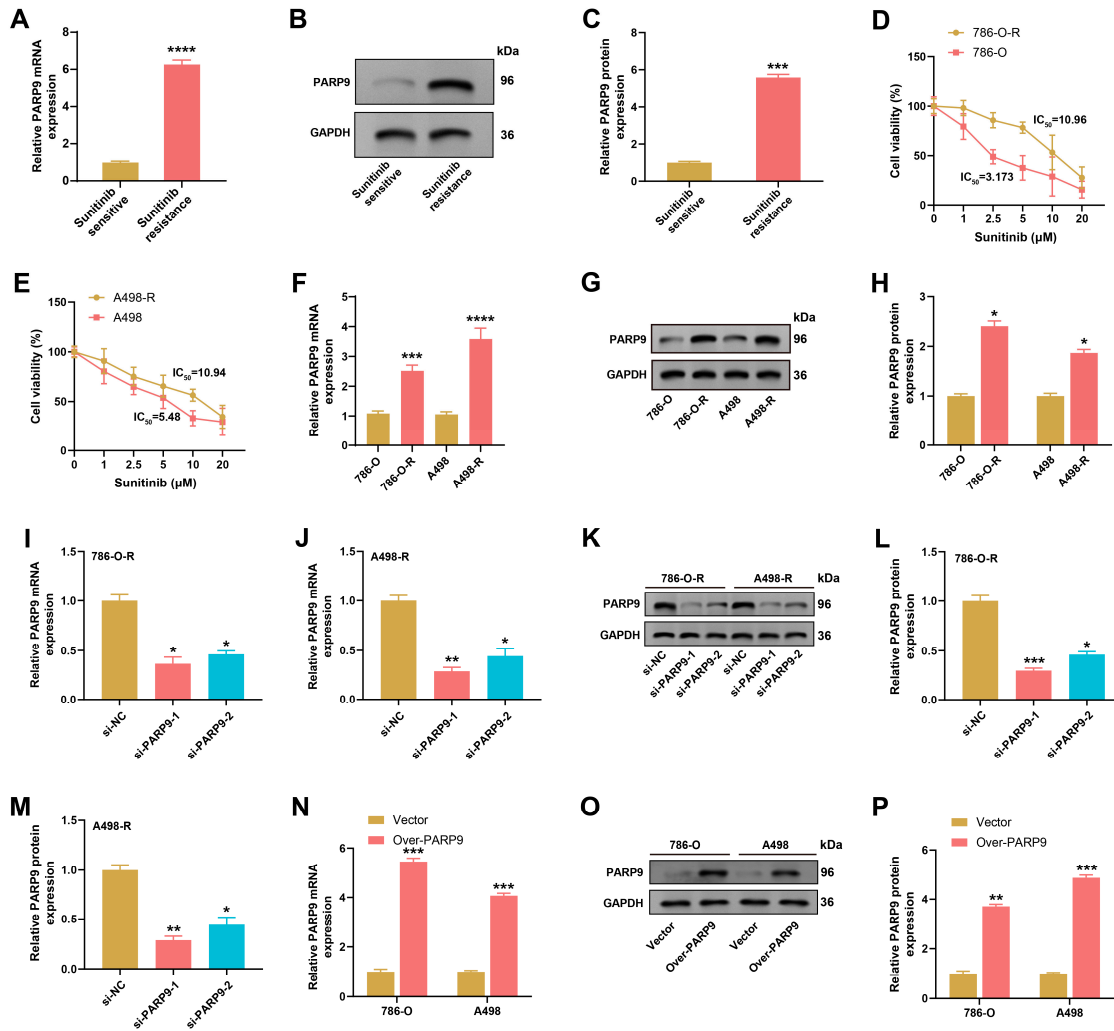 A
Relative PARP9 mRNA
expression
8
6
4
2
0
****
Sunitinib
sensitive
Sunitinib
resistance
B
kDa
PARP9
96
GAPDH
36
Sunitinib
sensitive
Sunitinib
resistance
C
Relative PARP9 protein
expression
8
6
4
2
0
***
Sunitinib
sensitive
Sunitinib
resistance
D
786-O-R
786-O
Cell viability (%)
150
100
50
0
IC50=10.96
IC50=3.173
0 1 2.5 5 10 20
Sunitinib (μM)
E
A498-R
A498
Cell viability (%)
150
100
50
0
IC50=10.94
IC50=5.48
0 1 2.5 5 10 20
Sunitinib (μM)
F
Relative PARP9 mRNA
expression
5
4
3
2
1
0
***
****
786-O
786-O-R
A498
A498-R
G
kDa
PARP9
96
GAPDH
36
786-O
786-O-R
A498
A498-R
H
Relative PARP9 protein
expression
3
2
1
0
*
*
786-O
786-O-R
A498
A498-R
I
786-O-R
Relative PARP9 mRNA
expression
1.5
1.0
0.5
0.0
*
*
si-NC
si-PARP9-1
si-PARP9-2
J
A498-R
Relative PARP9 mRNA
expression
1.5
1.0
0.5
0.0
**
*
si-NC
si-PARP9-1
si-PARP9-2
K
786-O-R A498-R kDa
PARP9
96
GAPDH
36
si-NC
si-PARP9-1
si-PARP9-2
si-NC
si-PARP9-1
si-PARP9-2
L
786-O-R
Relative PARP9 protein
expression
1.5
1.0
0.5
0.0
***
*
si-NC
si-PARP9-1
si-PARP9-2
M
A498-R
Relative PARP9 protein
expression
1.5
1.0
0.5
0.0
**
*
si-NC
si-PARP9-1
si-PARP9-2
N
Vector
Over-PARP9
Relative PARP9 mRNA
expression
6
4
2
0
***
***
786-O
A498
O
786-O A498 kDa
PARP9
96
GAPDH
36
Vector
Over-PARP9
Vector
Over-PARP9
P
Vector
Over-PARP9
Relative PARP9 protein
expression
6
4
2
0
**
***
786-O
A498